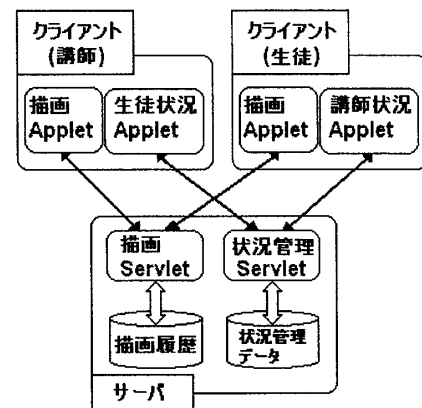 クライアント
(講師)
クライアント
(生徒)
描画
Applet
生徒状況
Applet
描画
Applet
講師状況
Applet
描画
Servlet
状況管理
Servlet
描画履歴
状況管理
データ
サーバ